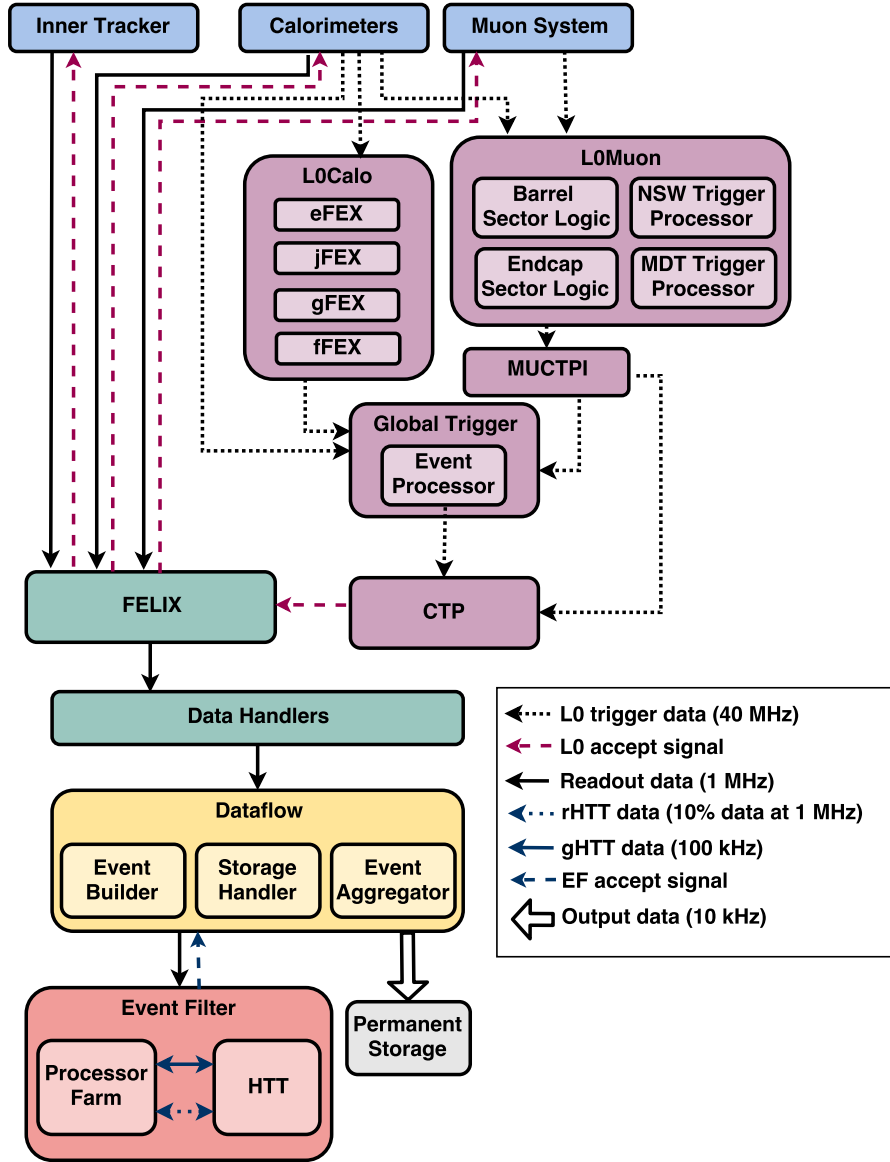 Inner Tracker
Calorimeters
Muon System
L0Calo
eFEX
jFEX
gFEX
fFEX
L0Muon
Barrel
Sector Logic
NSW Trigger
Processor
Endcap
Sector Logic
MDT Trigger
Processor
MUCTPI
Global Trigger
Event
Processor
FELIX
CTP
Data Handlers
Dataflow
Event
Builder
Storage
Handler
Event
Aggregator
Event Filter
Processor
Farm
HTT
Permanent
Storage
L0 trigger data (40 MHz)
L0 accept signal
Readout data (1 MHz)
rHTT data (10% data at 1 MHz)
gHTT data (100 kHz)
EF accept signal
Output data (10 kHz)